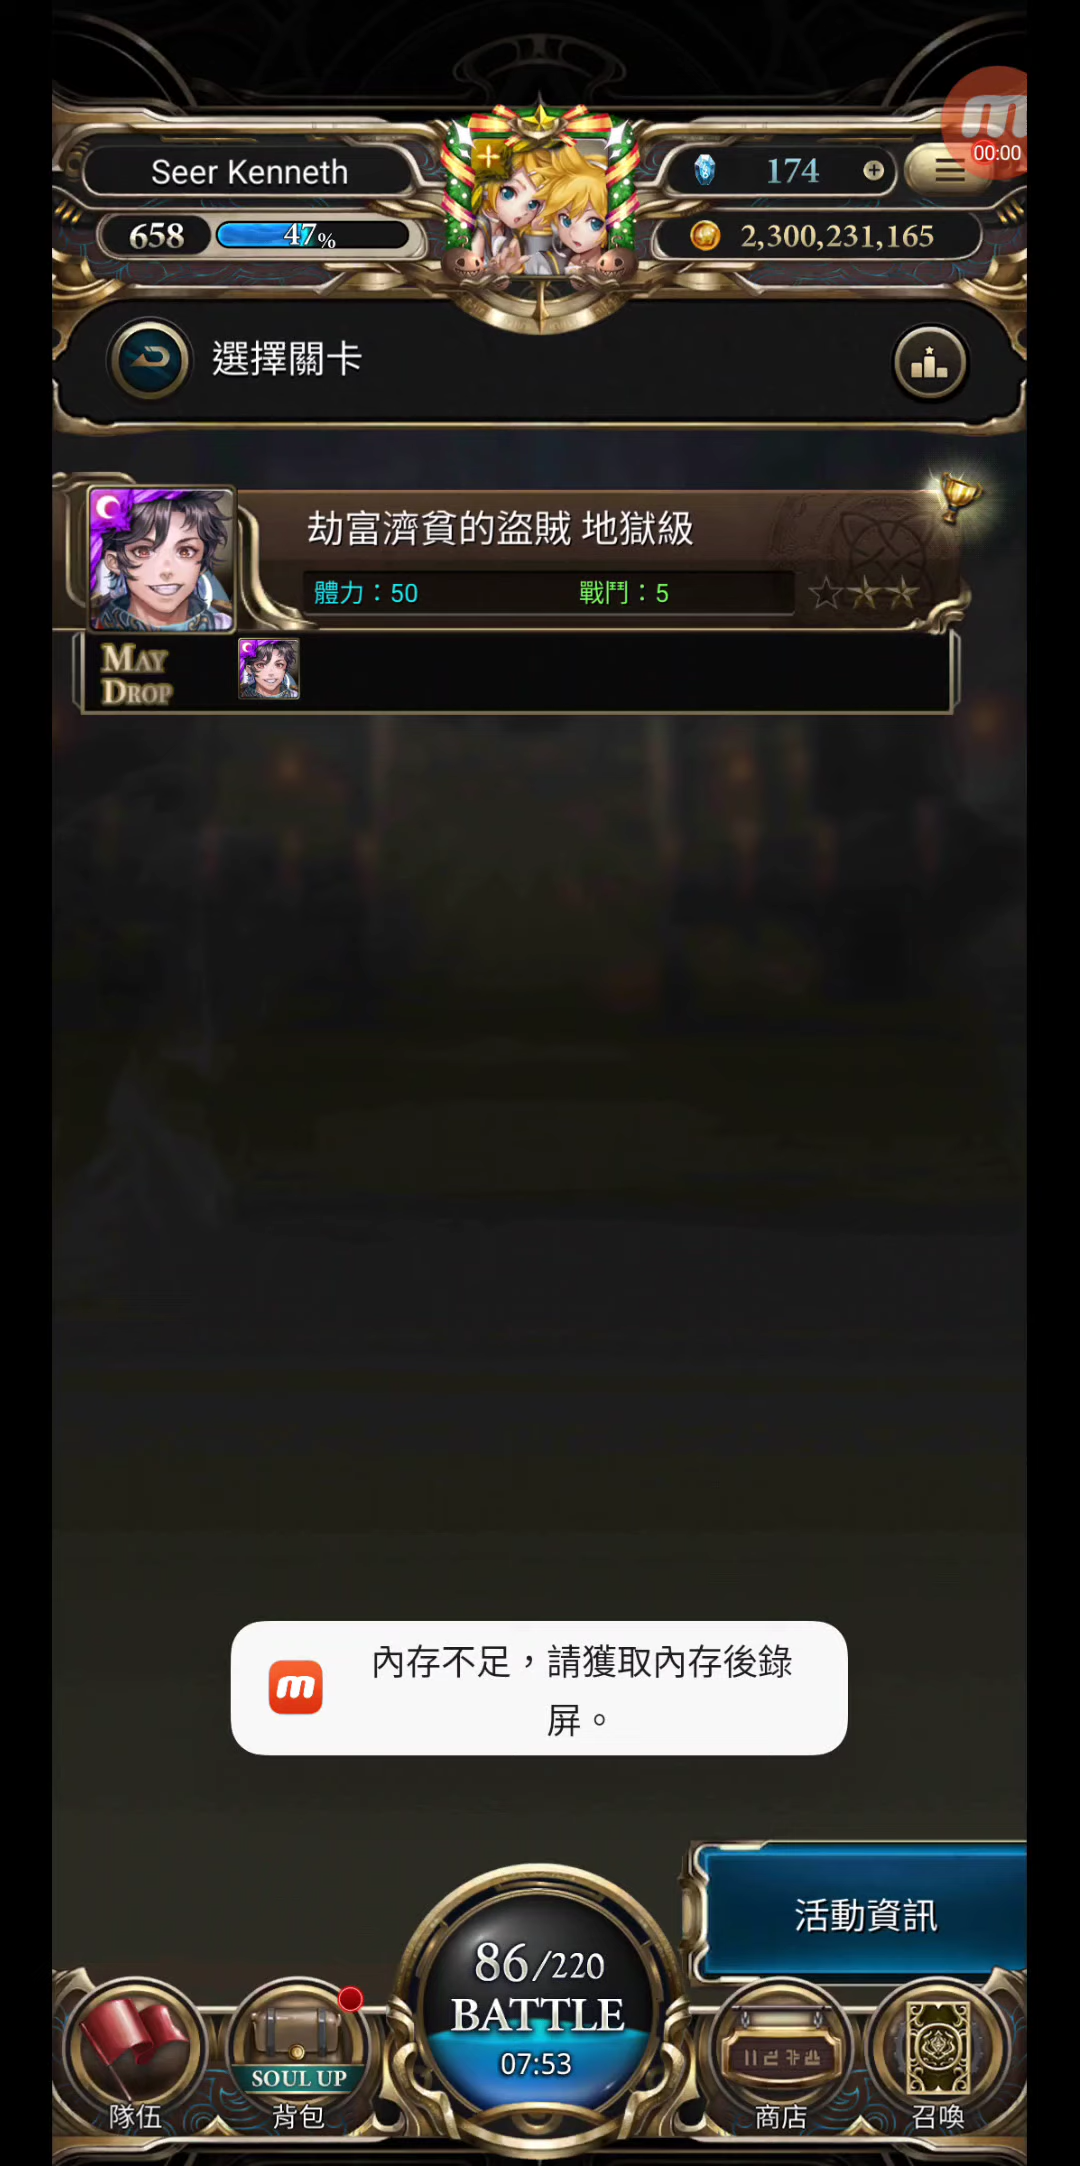 00:00
Seer Kenneth
174
658
47%
2,300,231,165
選擇關卡
劫富濟貧的盜賊 地獄級
體力：50
戰鬥：5
MAY
DROP
內存不足，請獲取內存後錄
屏。
活動資訊
86/220
BATTLE
07:53
SOUL UP
隊伍
背包
商店
召喚